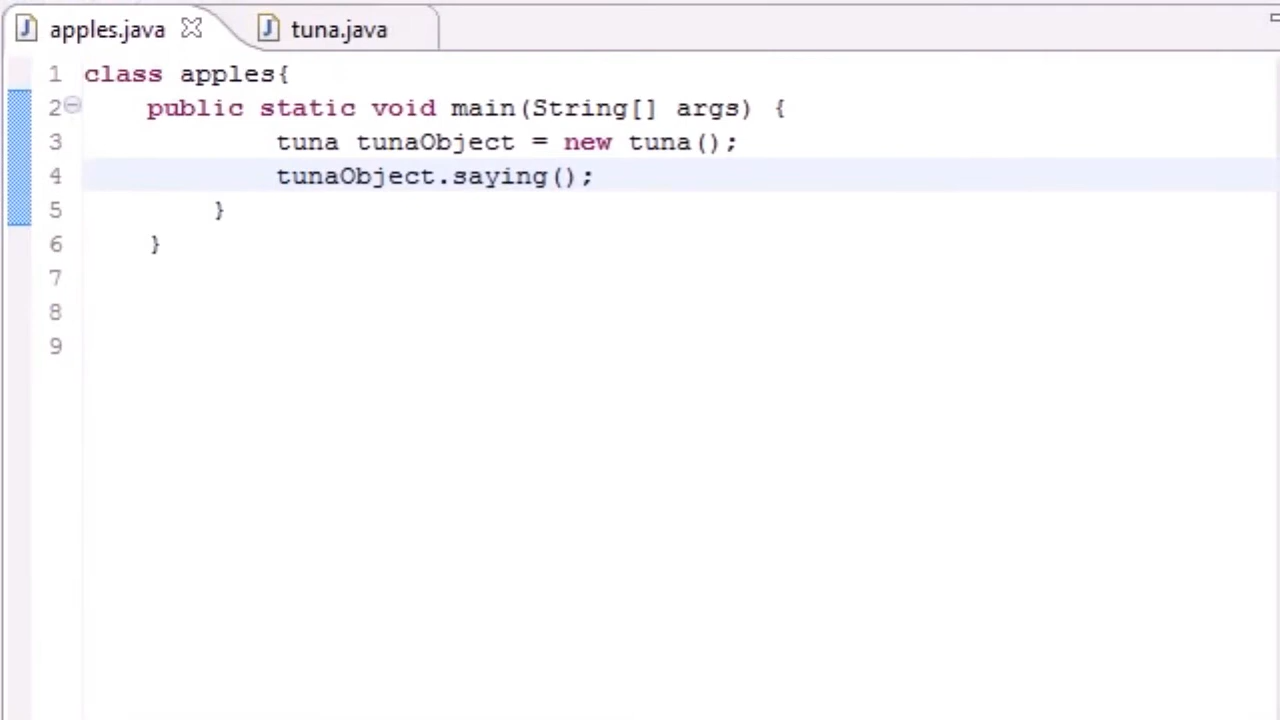 apples.java tuna.java
1 class apples{
2 public static void main(String[] args) {
3 tuna tunaObject = new tuna();
4 tunaObject.saying();
5 }
6 }
7
8
9